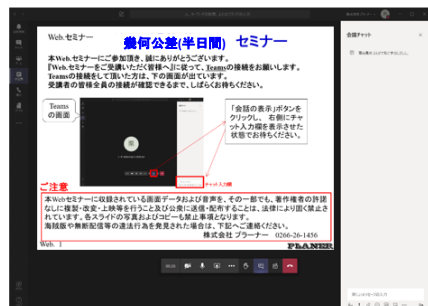 Web.セミナー
幾何公差(半日間) セミナー
本Web.セミナーにご参加頂き、誠にありがとうございます。
『Web.セミナーをご受講いただく皆様へ』に従って、Teamsの接続をお願いします。
Teamsの接続をして頂いた方は、下の画面が出ています。
受講者の皆様全員の接続が確認できるまで、しばらくお待ちください。
Teams
の画面
「会話の表示」ボタンを
クリックし、右側にチャ
ット入力欄を表示させた
状態でお待ちください。
チャット入力欄
ご注意
本Webセミナーに収録されている画面データおよび音声を、その一部でも、著作権者の許諾
なしに複製・改変・上映等を行うこと及び公衆に送信・配布することは、法律により固く禁止さ
れています。各スライドの写真およびコピーも禁止事項となります。
海賊版や無断配信等の違法行為を発見された場合は、下記へご連絡ください。
株式会社 プラーナー 0266-26-1456
Web. 1
PLANER
会議チャット